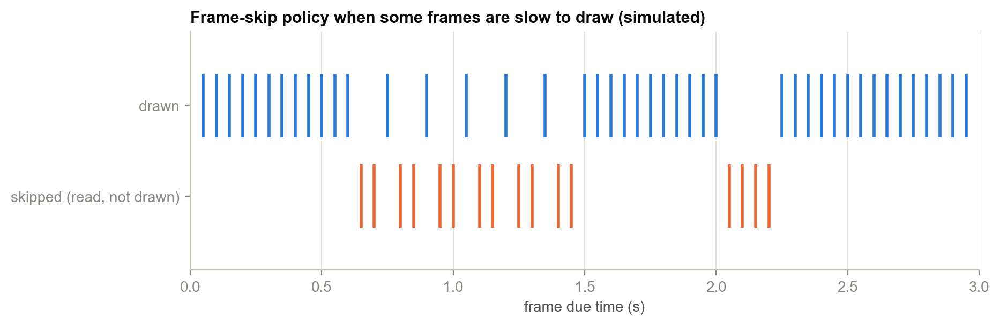 Frame-skip policy when some frames are slow to draw (simulated)
drawn
skipped (read, not drawn)
0.0 0.5 1.0 1.5 2.0 2.5 3.0
frame due time (s)